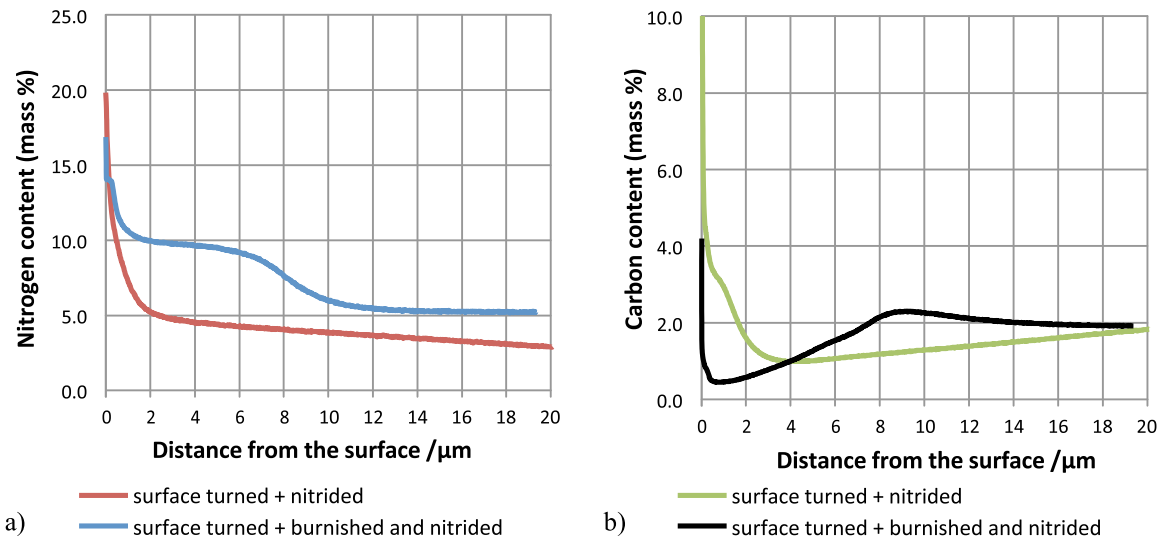 25.0
20.0
15.0
10.0
5.0
0.0
Nitrogen content (mass %)
0 2 4 6 8 10 12 14 16 18 20
Distance from the surface /µm
surface turned + nitrided
a) surface turned + burnished and nitrided
10.0
8.0
6.0
4.0
2.0
0.0
Carbon content (mass %)
0 2 4 6 8 10 12 14 16 18 20
Distance from the surface /µm
surface turned + nitrided
b) surface turned + burnished and nitrided